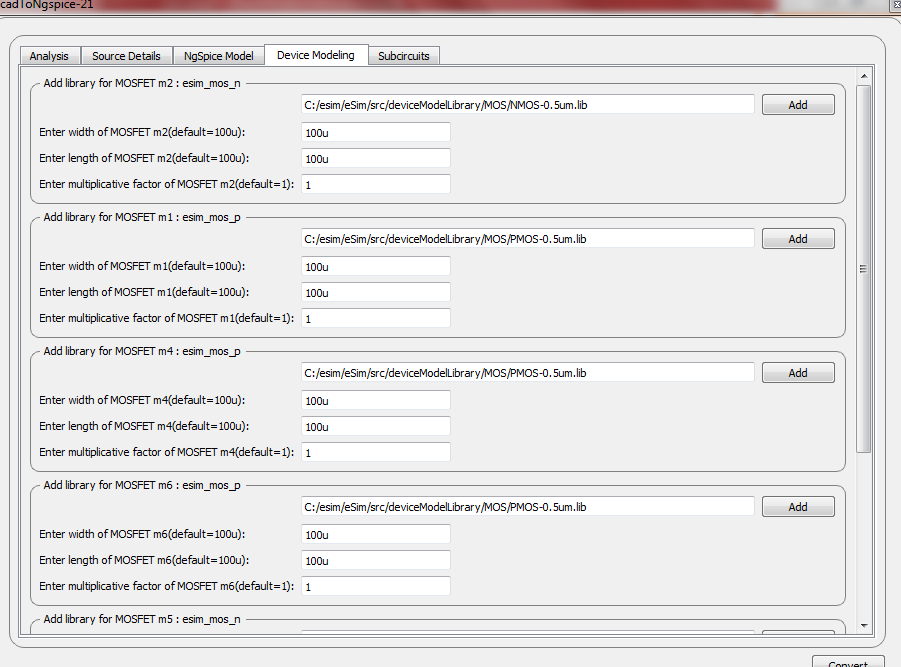 cadToNgspice-21
Analysis Source Details NgSpice Model Device Modeling Subcircuits
Add library for MOSFET m2 : esim_mos_n
C:/esim/eSim/src/deviceModelLibrary/MOS/NMOS-0.5um.lib Add
Enter width of MOSFET m2(default=100u): 100u
Enter length of MOSFET m2(default=100u): 100u
Enter multiplicative factor of MOSFET m2(default=1): 1
Add library for MOSFET m1 : esim_mos_p
C:/esim/eSim/src/deviceModelLibrary/MOS/PMOS-0.5um.lib Add
Enter width of MOSFET m1(default=100u): 100u
Enter length of MOSFET m1(default=100u): 100u
Enter multiplicative factor of MOSFET m1(default=1): 1
Add library for MOSFET m4 : esim_mos_p
C:/esim/eSim/src/deviceModelLibrary/MOS/PMOS-0.5um.lib Add
Enter width of MOSFET m4(default=100u): 100u
Enter length of MOSFET m4(default=100u): 100u
Enter multiplicative factor of MOSFET m4(default=1): 1
Add library for MOSFET m6 : esim_mos_p
C:/esim/eSim/src/deviceModelLibrary/MOS/PMOS-0.5um.lib Add
Enter width of MOSFET m6(default=100u): 100u
Enter length of MOSFET m6(default=100u): 100u
Enter multiplicative factor of MOSFET m6(default=1): 1
Add library for MOSFET m5 : esim_mos_n
Convert